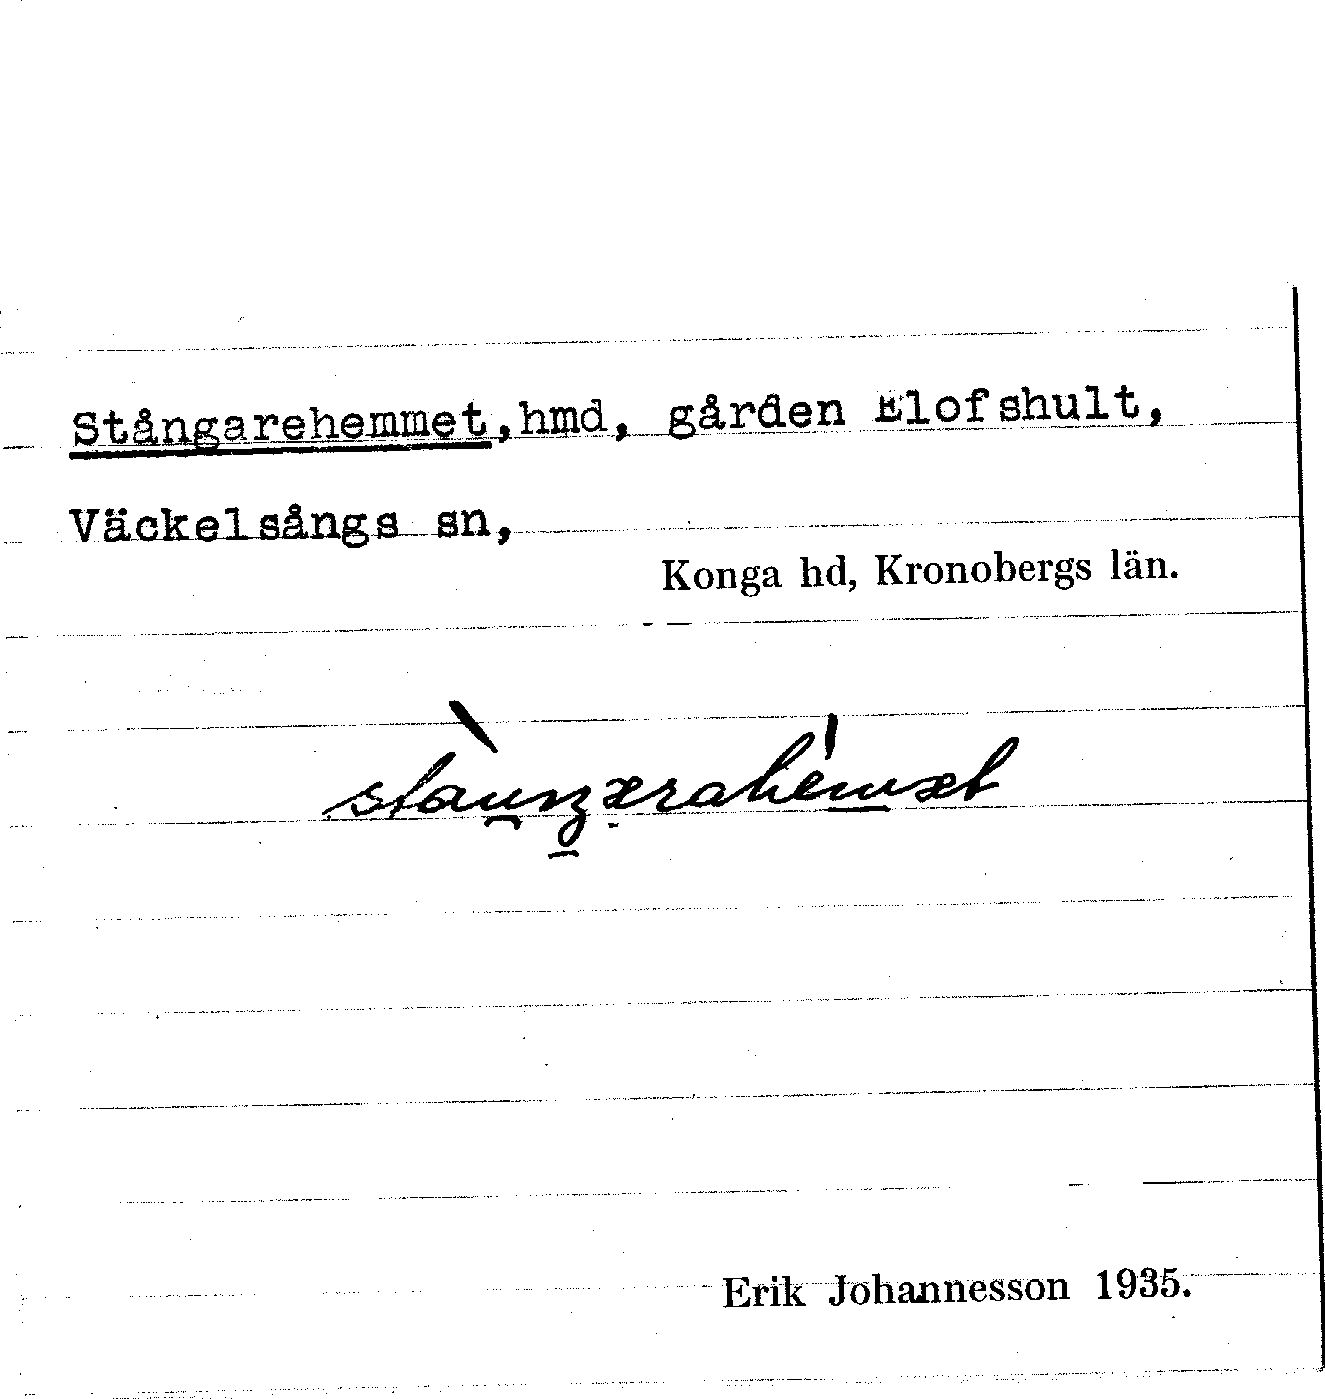 Stångarehemmet, hmd, gården Elofshult,
Väckelsångs sn,
Konga hd, Kronobergs län.
Erik Johannesson 1935.